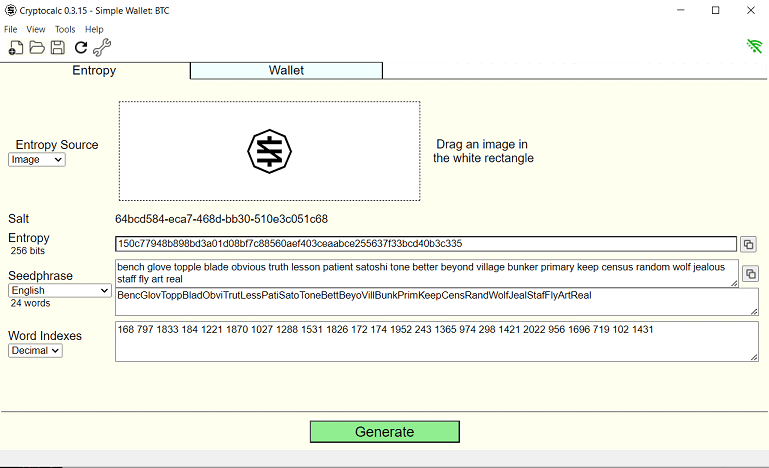 Cryptocalc 0.3.15 - Simple Wallet: BTC
File View Tools Help
Entropy Wallet
Entropy Source
Image
Drag an image in
the white rectangle
Salt 64bcd584-eca7-468d-bb30-510e3c051c68
Entropy
256 bits
150c77948b898bd3a01d08bf7c88560aef403ceaabce255637f33bcd40b3c335
Seedphrase
English
24 words
bench glove topple blade obvious truth lesson patient satoshi tone better beyond village bunker primary keep census random wolf jealous
staff fly art real
BencGlovToppBladObviTrutLessPatiSatoToneBettBeyoVillBunkPrimKeepCensRandWolfJealStafFlyArtReal
Word Indexes
Decimal
168 797 1833 184 1221 1870 1027 1288 1531 1826 172 174 1952 243 1365 974 298 1421 2022 956 1696 719 102 1431
Generate